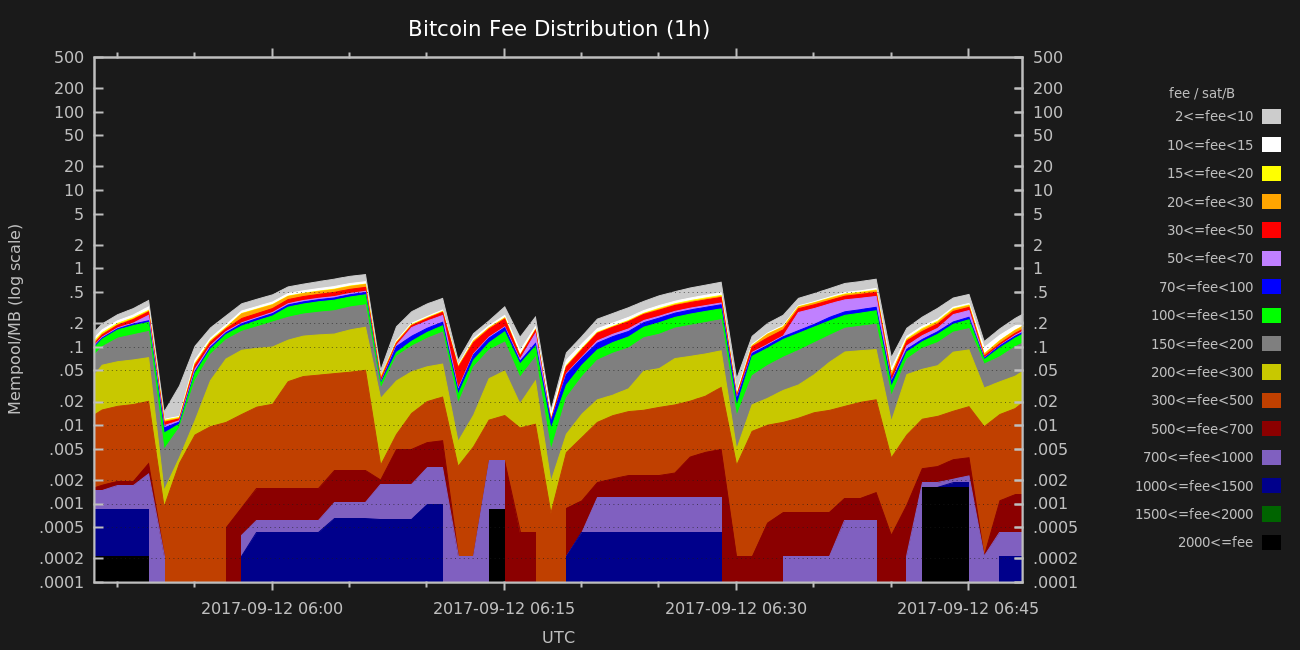 Bitcoin Fee Distribution (1h)
500 500
200 200
100 100
50 50
20 20
10 10
5 5
2 2
1 1
.5 .5
.2 .2
.1 .1
.05 .05
.02 .02
.01 .01
.005 .005
.002 .002
.001 .001
.0005 .0005
.0002 .0002
.0001 .0001
Mempool/MB (log scale)
2017-09-12 06:00 2017-09-12 06:15 2017-09-12 06:30 2017-09-12 06:45
UTC
fee / sat/B
2<=fee<10
10<=fee<15
15<=fee<20
20<=fee<30
30<=fee<50
50<=fee<70
70<=fee<100
100<=fee<150
150<=fee<200
200<=fee<300
300<=fee<500
500<=fee<700
700<=fee<1000
1000<=fee<1500
1500<=fee<2000
2000<=fee